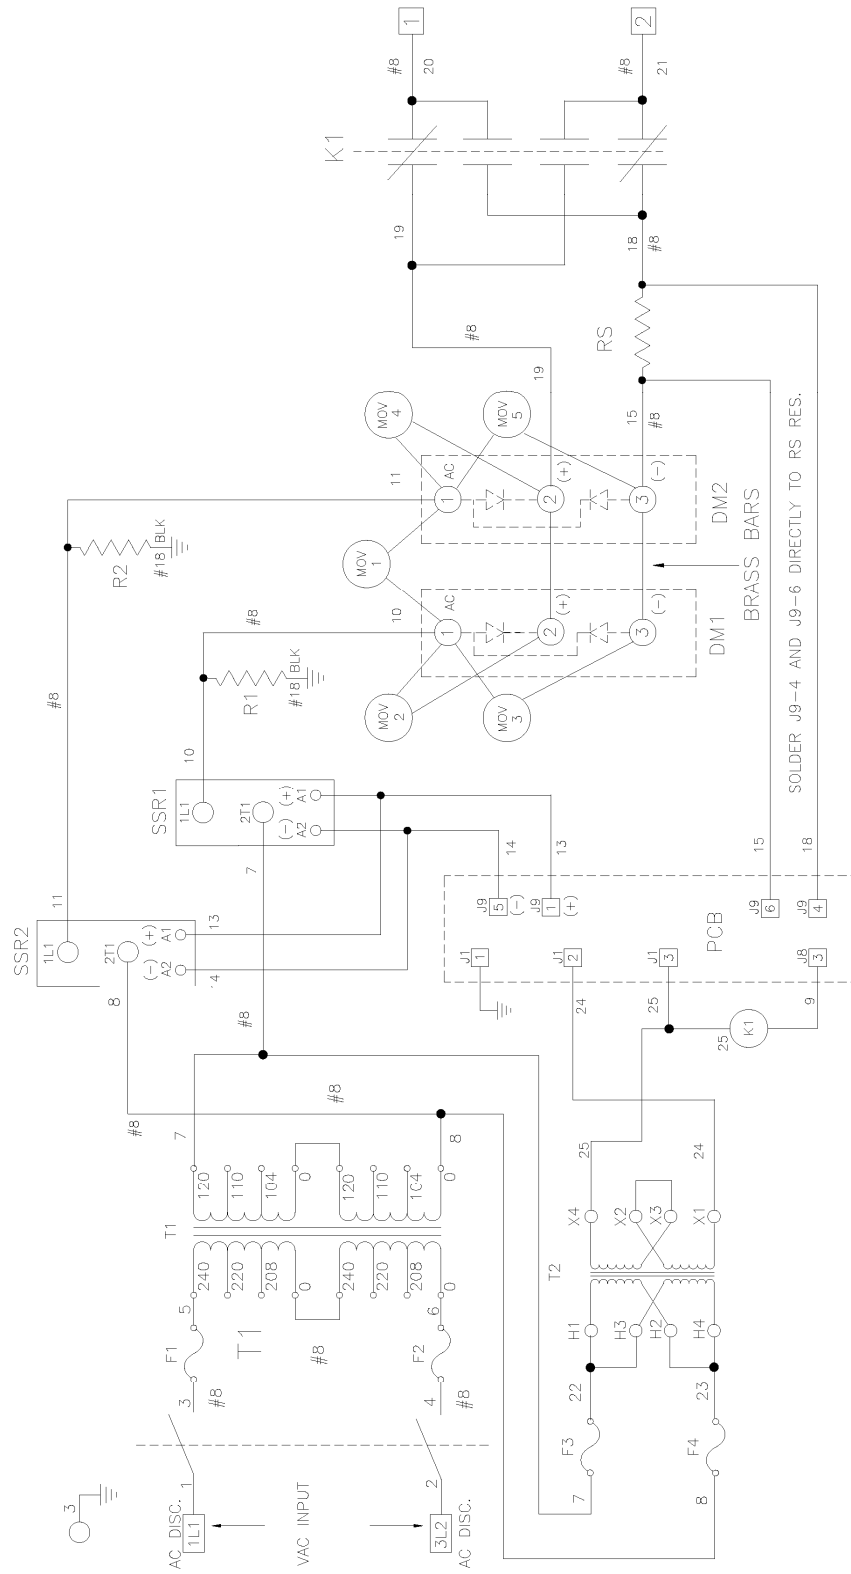 1
2
#8
20
#8
21
K1
19
18
#8
#8
19
RS
15
#8
MOV 4
MOV 5
11
AC
1
2
(+)
3
(-)
DM2
R2
#18 BLK
MOV 1
BRASS BARS
#8
#8
10
AC
1
2
(+)
3
(-)
DM1
R1
#18 BLK
MOV 2
MOV 3
10
SOLDER J9-4 AND J9-6 DIRECTLY TO RS RES.
SSR1
1L1
2T1
(+)
A1
(-)
A2
7
14
13
15
18
11
SSR2
1L1
2T1
(+)
A1
(-)
A2
13
4
8
J9
5
(-)
J9
1
(+)
J9
6
J9
4
PCB
J1
1
J1
2
J1
3
J8
3
24
25
25
9
K1
#8
#8
#8
7
8
T1
120
110
104
0
120
110
104
0
240
220
208
0
240
220
208
0
25
24
X4
X2
X3
X1
T2
H1
H3
H2
H4
5
6
F1
T1
#8
F2
3
#8
4
#8
22
23
F3
F4
7
8
3
1
2
AC DISC.
1L1
VAC INPUT
3L2
AC DISC.